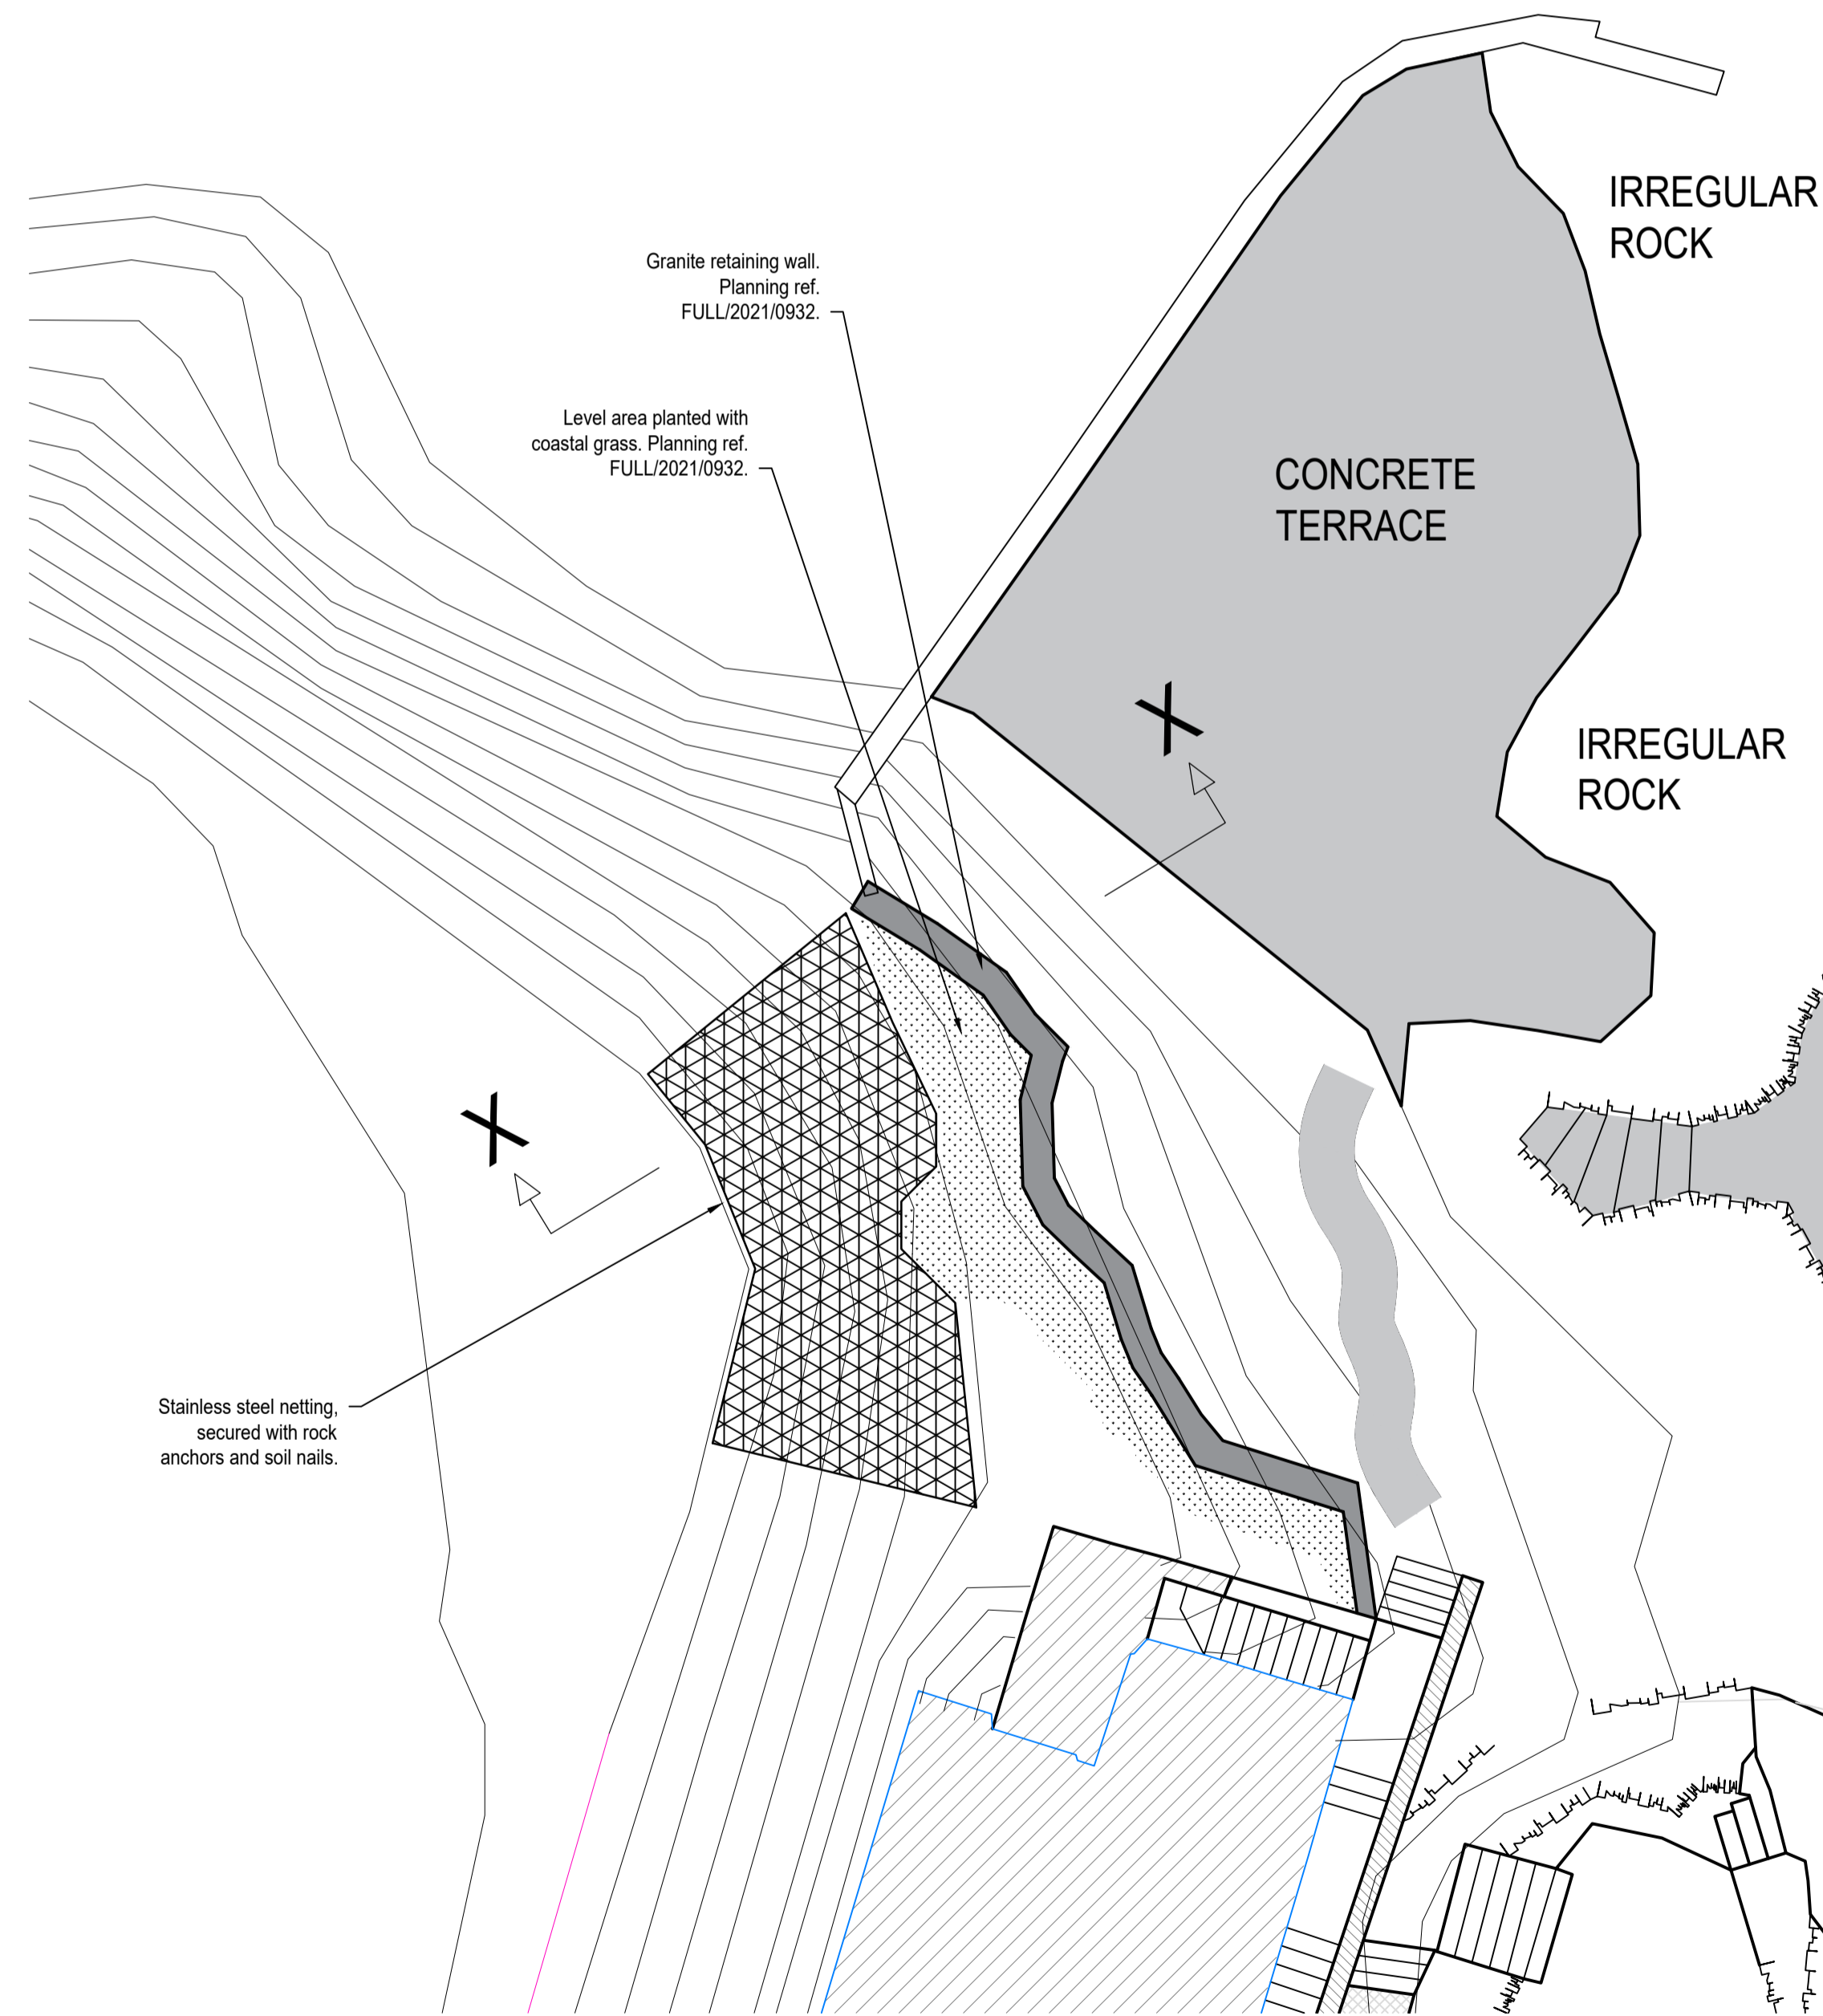 IRREGULAR
ROCK
Granite retaining wall.
Planning ref.
FULL/2021/0932.
Level area planted with
coastal grass. Planning ref.
FULL/2021/0932.
CONCRETE
TERRACE
X
IRREGULAR
ROCK
X
Stainless steel netting,
secured with rock
anchors and soil nails.